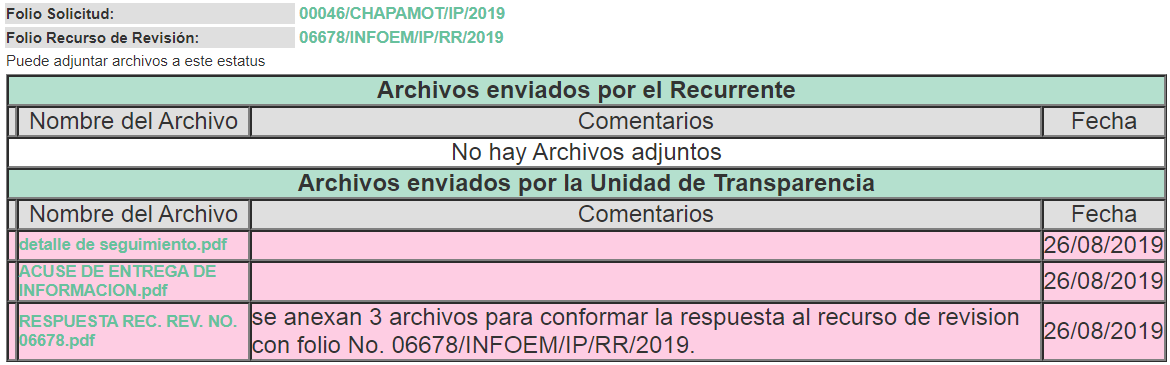 Folio Solicitud: 00046/CHAPAMOT/IP/2019
Folio Recurso de Revisión: 06678/INFOEM/IP/RR/2019
Puede adjuntar archivos a este estatus
Archivos enviados por el Recurrente
Nombre del Archivo Comentarios Fecha
No hay Archivos adjuntos
Archivos enviados por la Unidad de Transparencia
Nombre del Archivo Comentarios Fecha
detalle de seguimiento.pdf 26/08/2019
ACUSE DE ENTREGA DE
INFORMACION.pdf
26/08/2019
RESPUESTA REC. REV. NO.
06678.pdf
se anexan 3 archivos para conformar la respuesta al recurso de revision
con folio No. 06678/INFOEM/IP/RR/2019.
26/08/2019